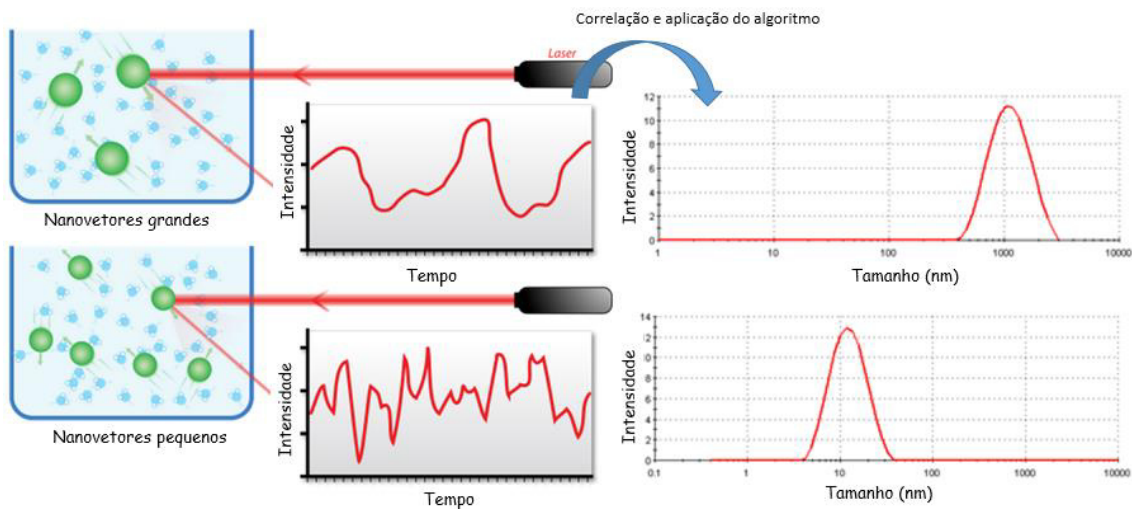 Correlação e aplicação do algoritmo
Laser
Nanovetores grandes
Intensidade
Tempo
Intensidade
12
10
8
6
4
2
0
1 10 100 1000 10000
Tamanho (nm)
Nanovetores pequenos
Intensidade
Tempo
Intensidade
12
10
8
6
4
2
0
0.1 1 10 100 1000 10000
Tamanho (nm)